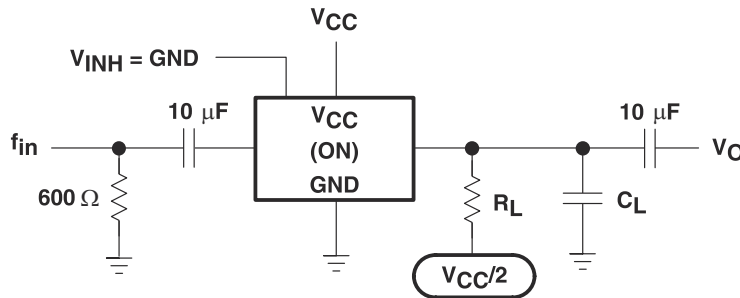 VCC
VINH = GND
10 μF
VCC
(ON)
GND
10 μF
fin
VO
600 Ω
RL
CL
VCC/2